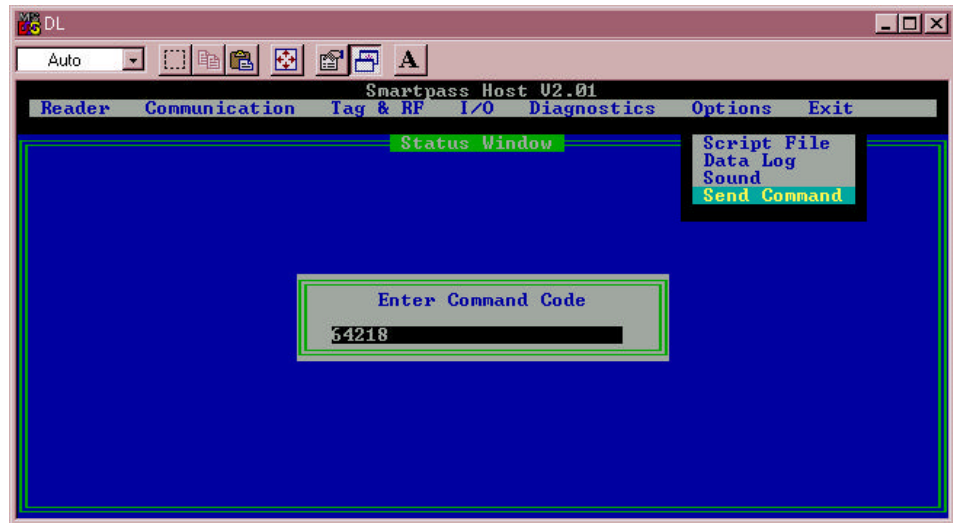 DL
Auto
A
Smartpass Host V2.01
Reader Communication Tag & RF I/O Diagnostics Options Exit
Status Window
Script File
Data Log
Sound
Send Command
Enter Command Code
64218